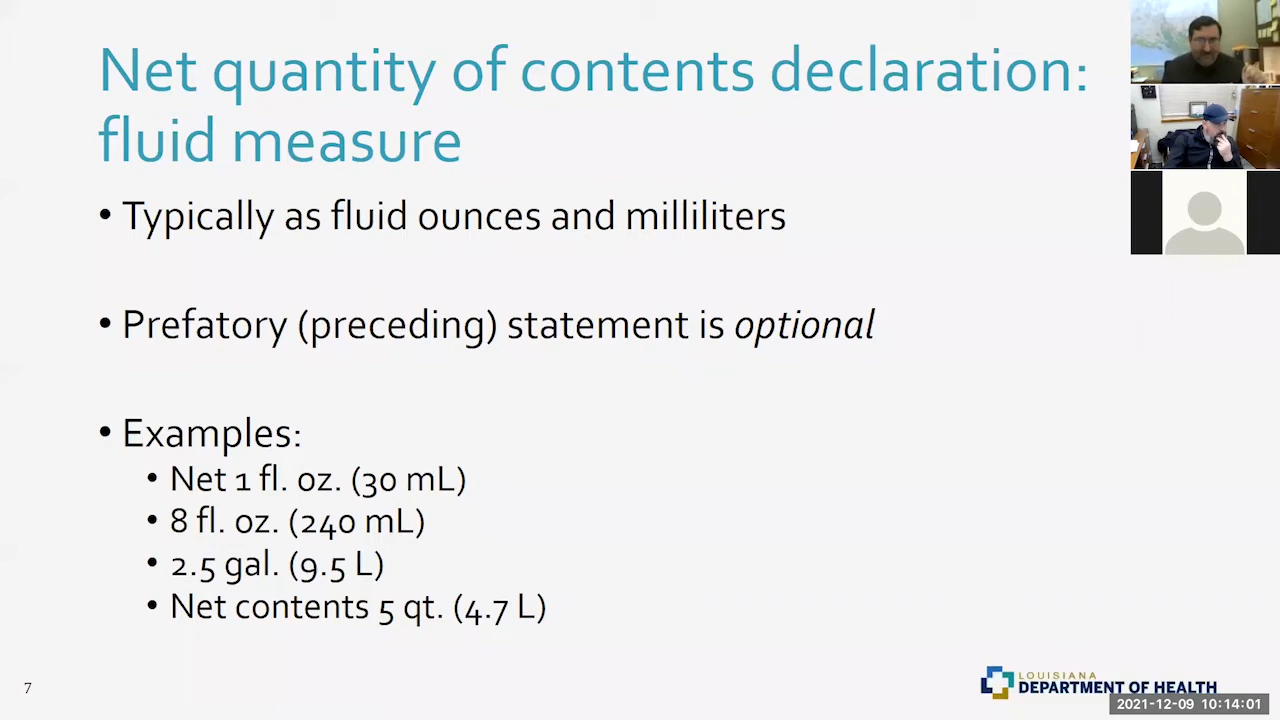 Net quantity of contents declaration:
fluid measure
• Typically as fluid ounces and milliliters
• Prefatory (preceding) statement is optional
• Examples:
• Net 1 fl. oz. (30 mL)
• 8 fl. oz. (240 mL)
• 2.5 gal. (9.5 L)
• Net contents 5 qt. (4.7 L)
7
LOUISIANA
DEPARTMENT OF HEALTH
2021-12-09 10:14:01